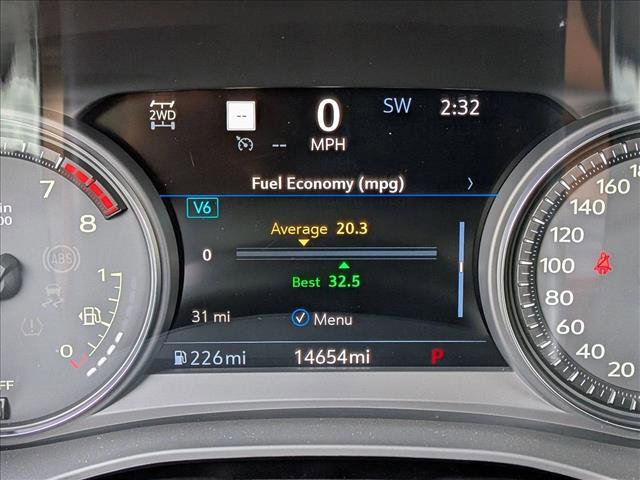 2WD
--
0
SW
2:32
--
MPH
Fuel Economy (mpg)
V6
Average 20.3
0
Best 32.5
31 mi
Menu
226mi
14654mi
P
7
8
ABS
1
0
180
160
140
120
100
80
60
40
20